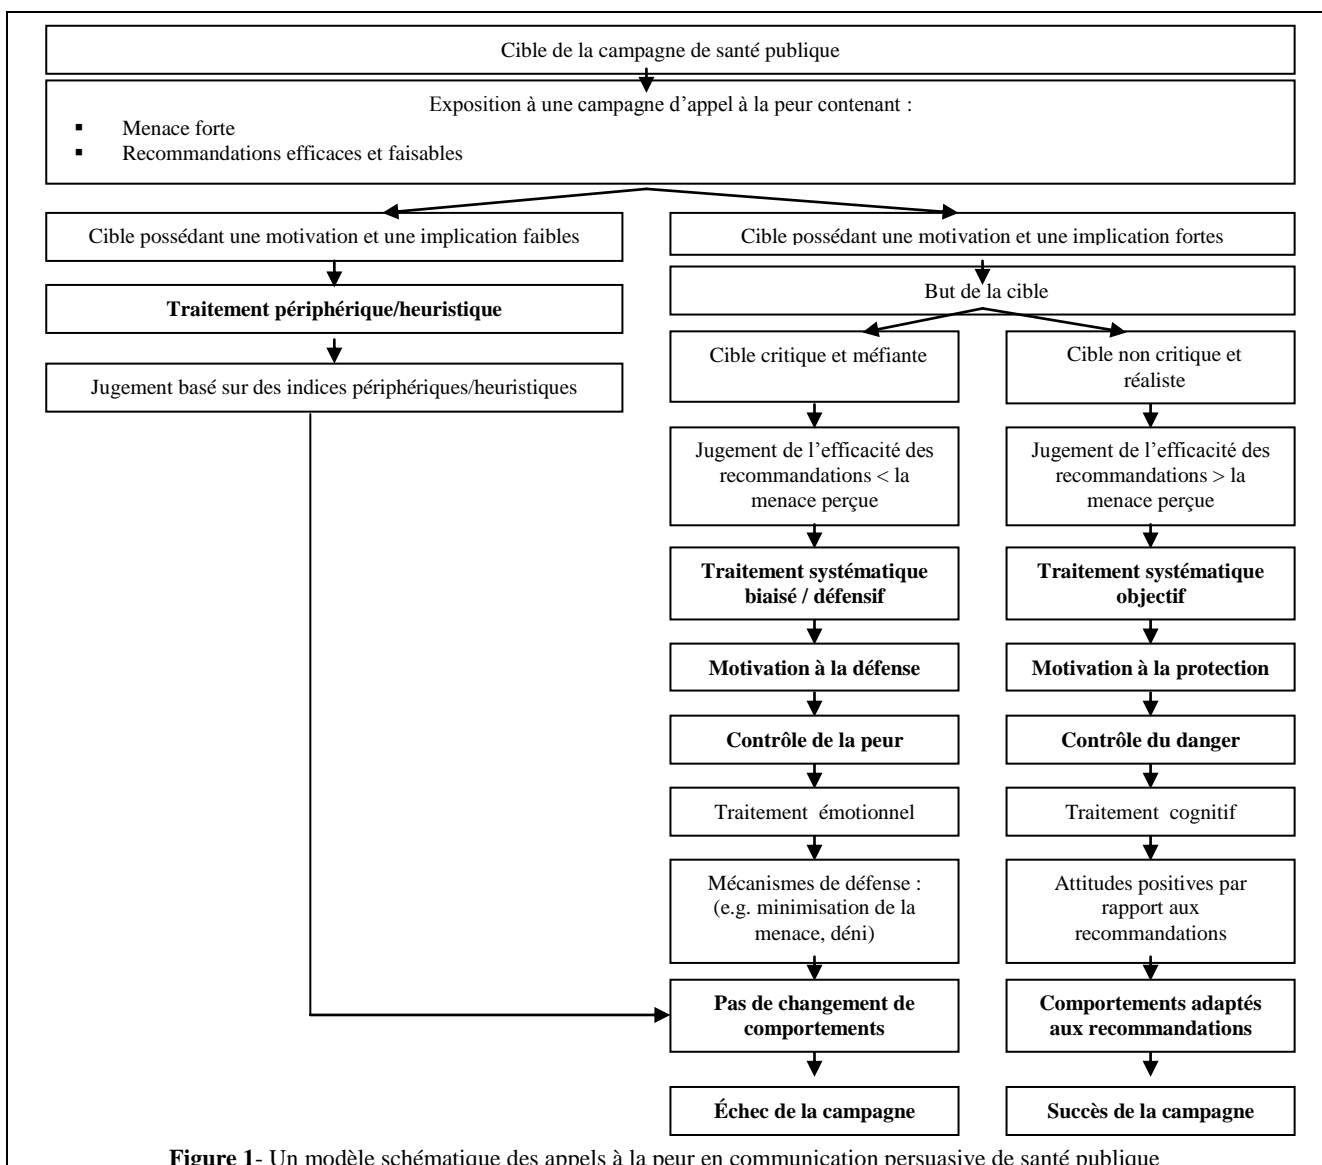 Cible de la campagne de santé publique
Exposition à une campagne d'appel à la peur contenant :
▪ Menace forte
▪ Recommandations efficaces et faisables
Cible possédant une motivation et une implication faibles
Traitement périphérique/heuristique
Jugement basé sur des indices périphériques/heuristiques
Cible possédant une motivation et une implication fortes
But de la cible
Cible critique et méfiante
Jugement de l'efficacité des
recommandations < la
menace perçue
Traitement systématique
biaisé / défensif
Motivation à la défense
Contrôle de la peur
Traitement émotionnel
Mécanismes de défense :
(e.g. minimisation de la
menace, déni)
Pas de changement de
comportements
Échec de la campagne
Cible non critique et
réaliste
Jugement de l'efficacité des
recommandations > la
menace perçue
Traitement systématique
objectif
Motivation à la protection
Contrôle du danger
Traitement cognitif
Attitudes positives par
rapport aux
recommandations
Comportements adaptés
aux recommandations
Succès de la campagne
Figure 1- Un modèle schématique des appels à la peur en communication persuasive de santé publique